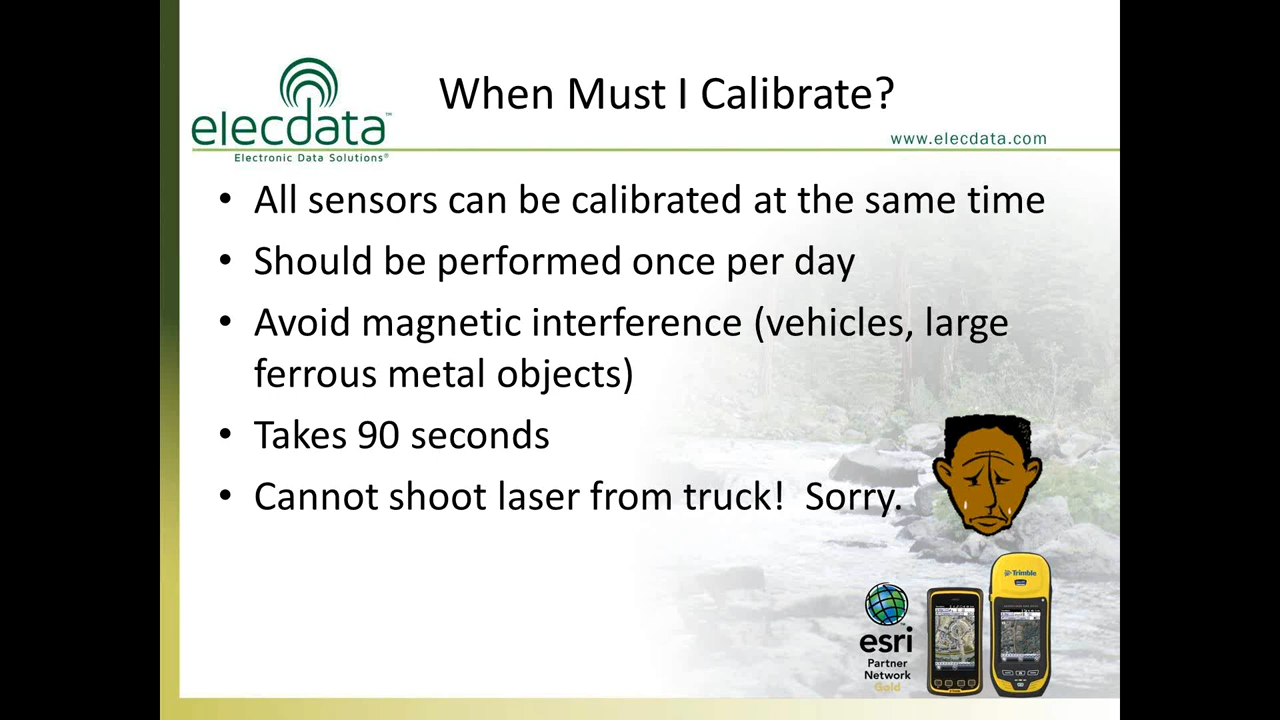 When Must I Calibrate?
elecdata™
www.elecdata.com
Electronic Data Solutions®
• All sensors can be calibrated at the same time
• Should be performed once per day
• Avoid magnetic interference (vehicles, large
ferrous metal objects)
• Takes 90 seconds
• Cannot shoot laser from truck!  Sorry.
Trimble
esri
Partner
Network
Gold